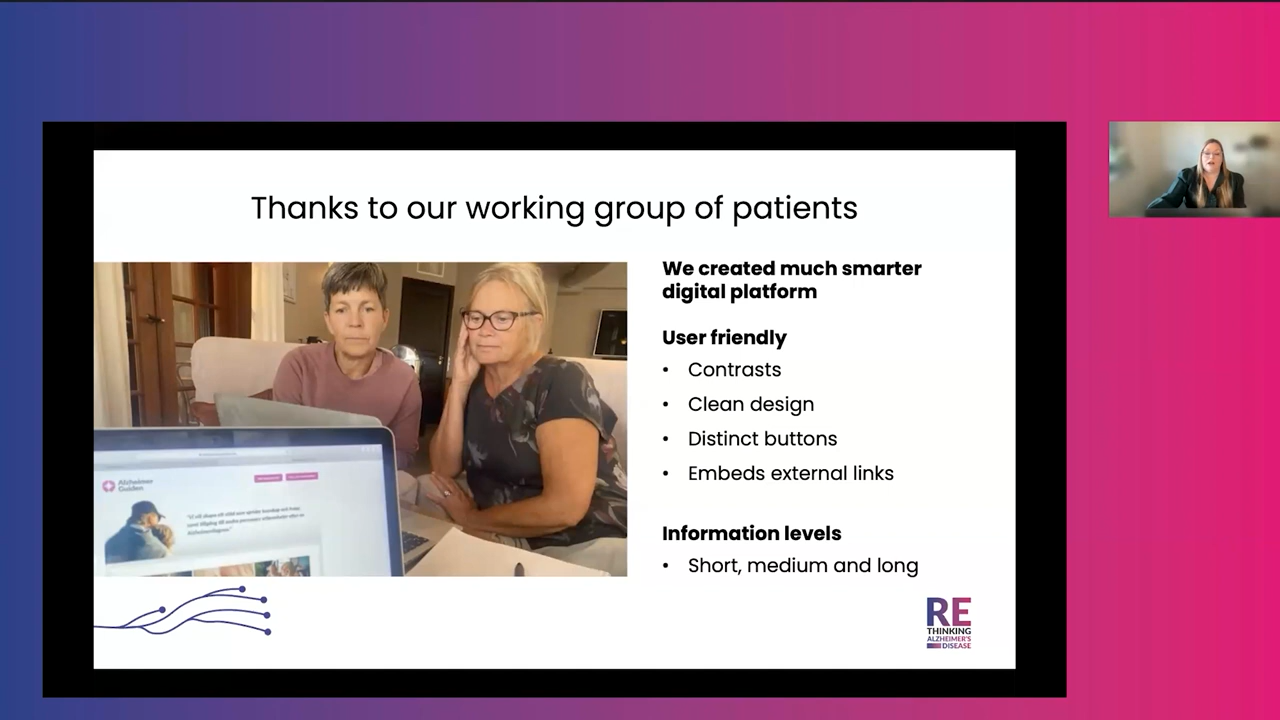 Thanks to our working group of patients
We created much smarter
digital platform
User friendly
• Contrasts
• Clean design
• Distinct buttons
• Embeds external links
Information levels
• Short, medium and long
Alzheimer
Guiden
RE
THINKING
ALZHEIMER'S
DISEASE